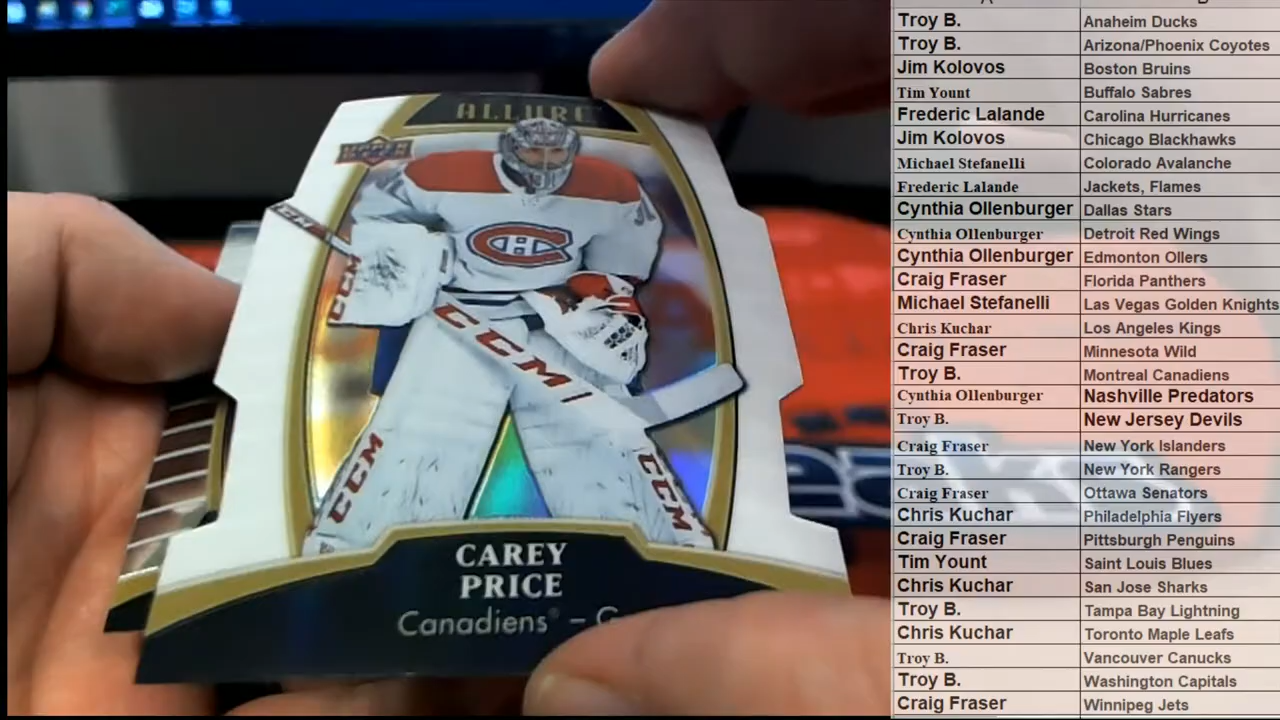 ALLURE
UPPER DECK
CCM
CCM
CCM
CCM
CAREY
PRICE
Canadiens® –
Troy B. Anaheim Ducks
Troy B. Arizona/Phoenix Coyotes
Jim Kolovos Boston Bruins
Tim Yount Buffalo Sabres
Frederic Lalande Carolina Hurricanes
Jim Kolovos Chicago Blackhawks
Michael Stefanelli Colorado Avalanche
Frederic Lalande Jackets, Flames
Cynthia Ollenburger Dallas Stars
Cynthia Ollenburger Detroit Red Wings
Cynthia Ollenburger Edmonton Ollers
Craig Fraser Florida Panthers
Michael Stefanelli Las Vegas Golden Knights
Chris Kuchar Los Angeles Kings
Craig Fraser Minnesota Wild
Troy B. Montreal Canadiens
Cynthia Ollenburger Nashville Predators
Troy B. New Jersey Devils
Craig Fraser New York Islanders
Troy B. New York Rangers
Craig Fraser Ottawa Senators
Chris Kuchar Philadelphia Flyers
Craig Fraser Pittsburgh Penguins
Tim Yount Saint Louis Blues
Chris Kuchar San Jose Sharks
Troy B. Tampa Bay Lightning
Chris Kuchar Toronto Maple Leafs
Troy B. Vancouver Canucks
Troy B. Washington Capitals
Craig Fraser Winnipeg Jets